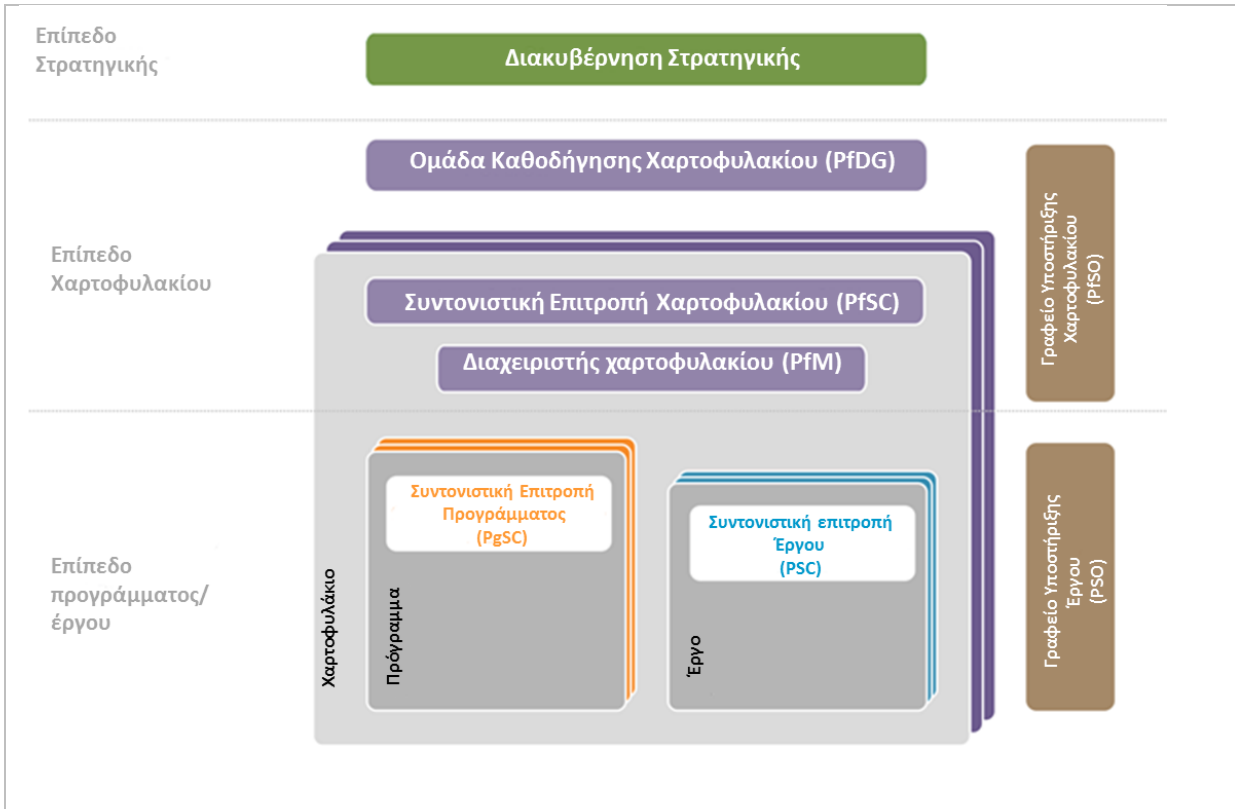 Επίπεδο
Στρατηγικής
Διακυβέρνηση Στρατηγικής
Ομάδα Καθοδήγησης Χαρτοφυλακίου (PfDG)
Επίπεδο
Χαρτοφυλακίου
Συντονιστική Επιτροπή Χαρτοφυλακίου (PfSC)
Διαχειριστής χαρτοφυλακίου (PfM)
Γραφείο Υποστήριξης
Χαρτοφυλακίου
(PfSO)
Επίπεδο
προγράμματος/
έργου
Χαρτοφυλάκιο
Πρόγραμμα
Συντονιστική Επιτροπή
Προγράμματος
(PgSC)
Έργο
Συντονιστική επιτροπή
Έργου
(PSC)
Γραφείο Υποστήριξης
Έργου
(PSO)